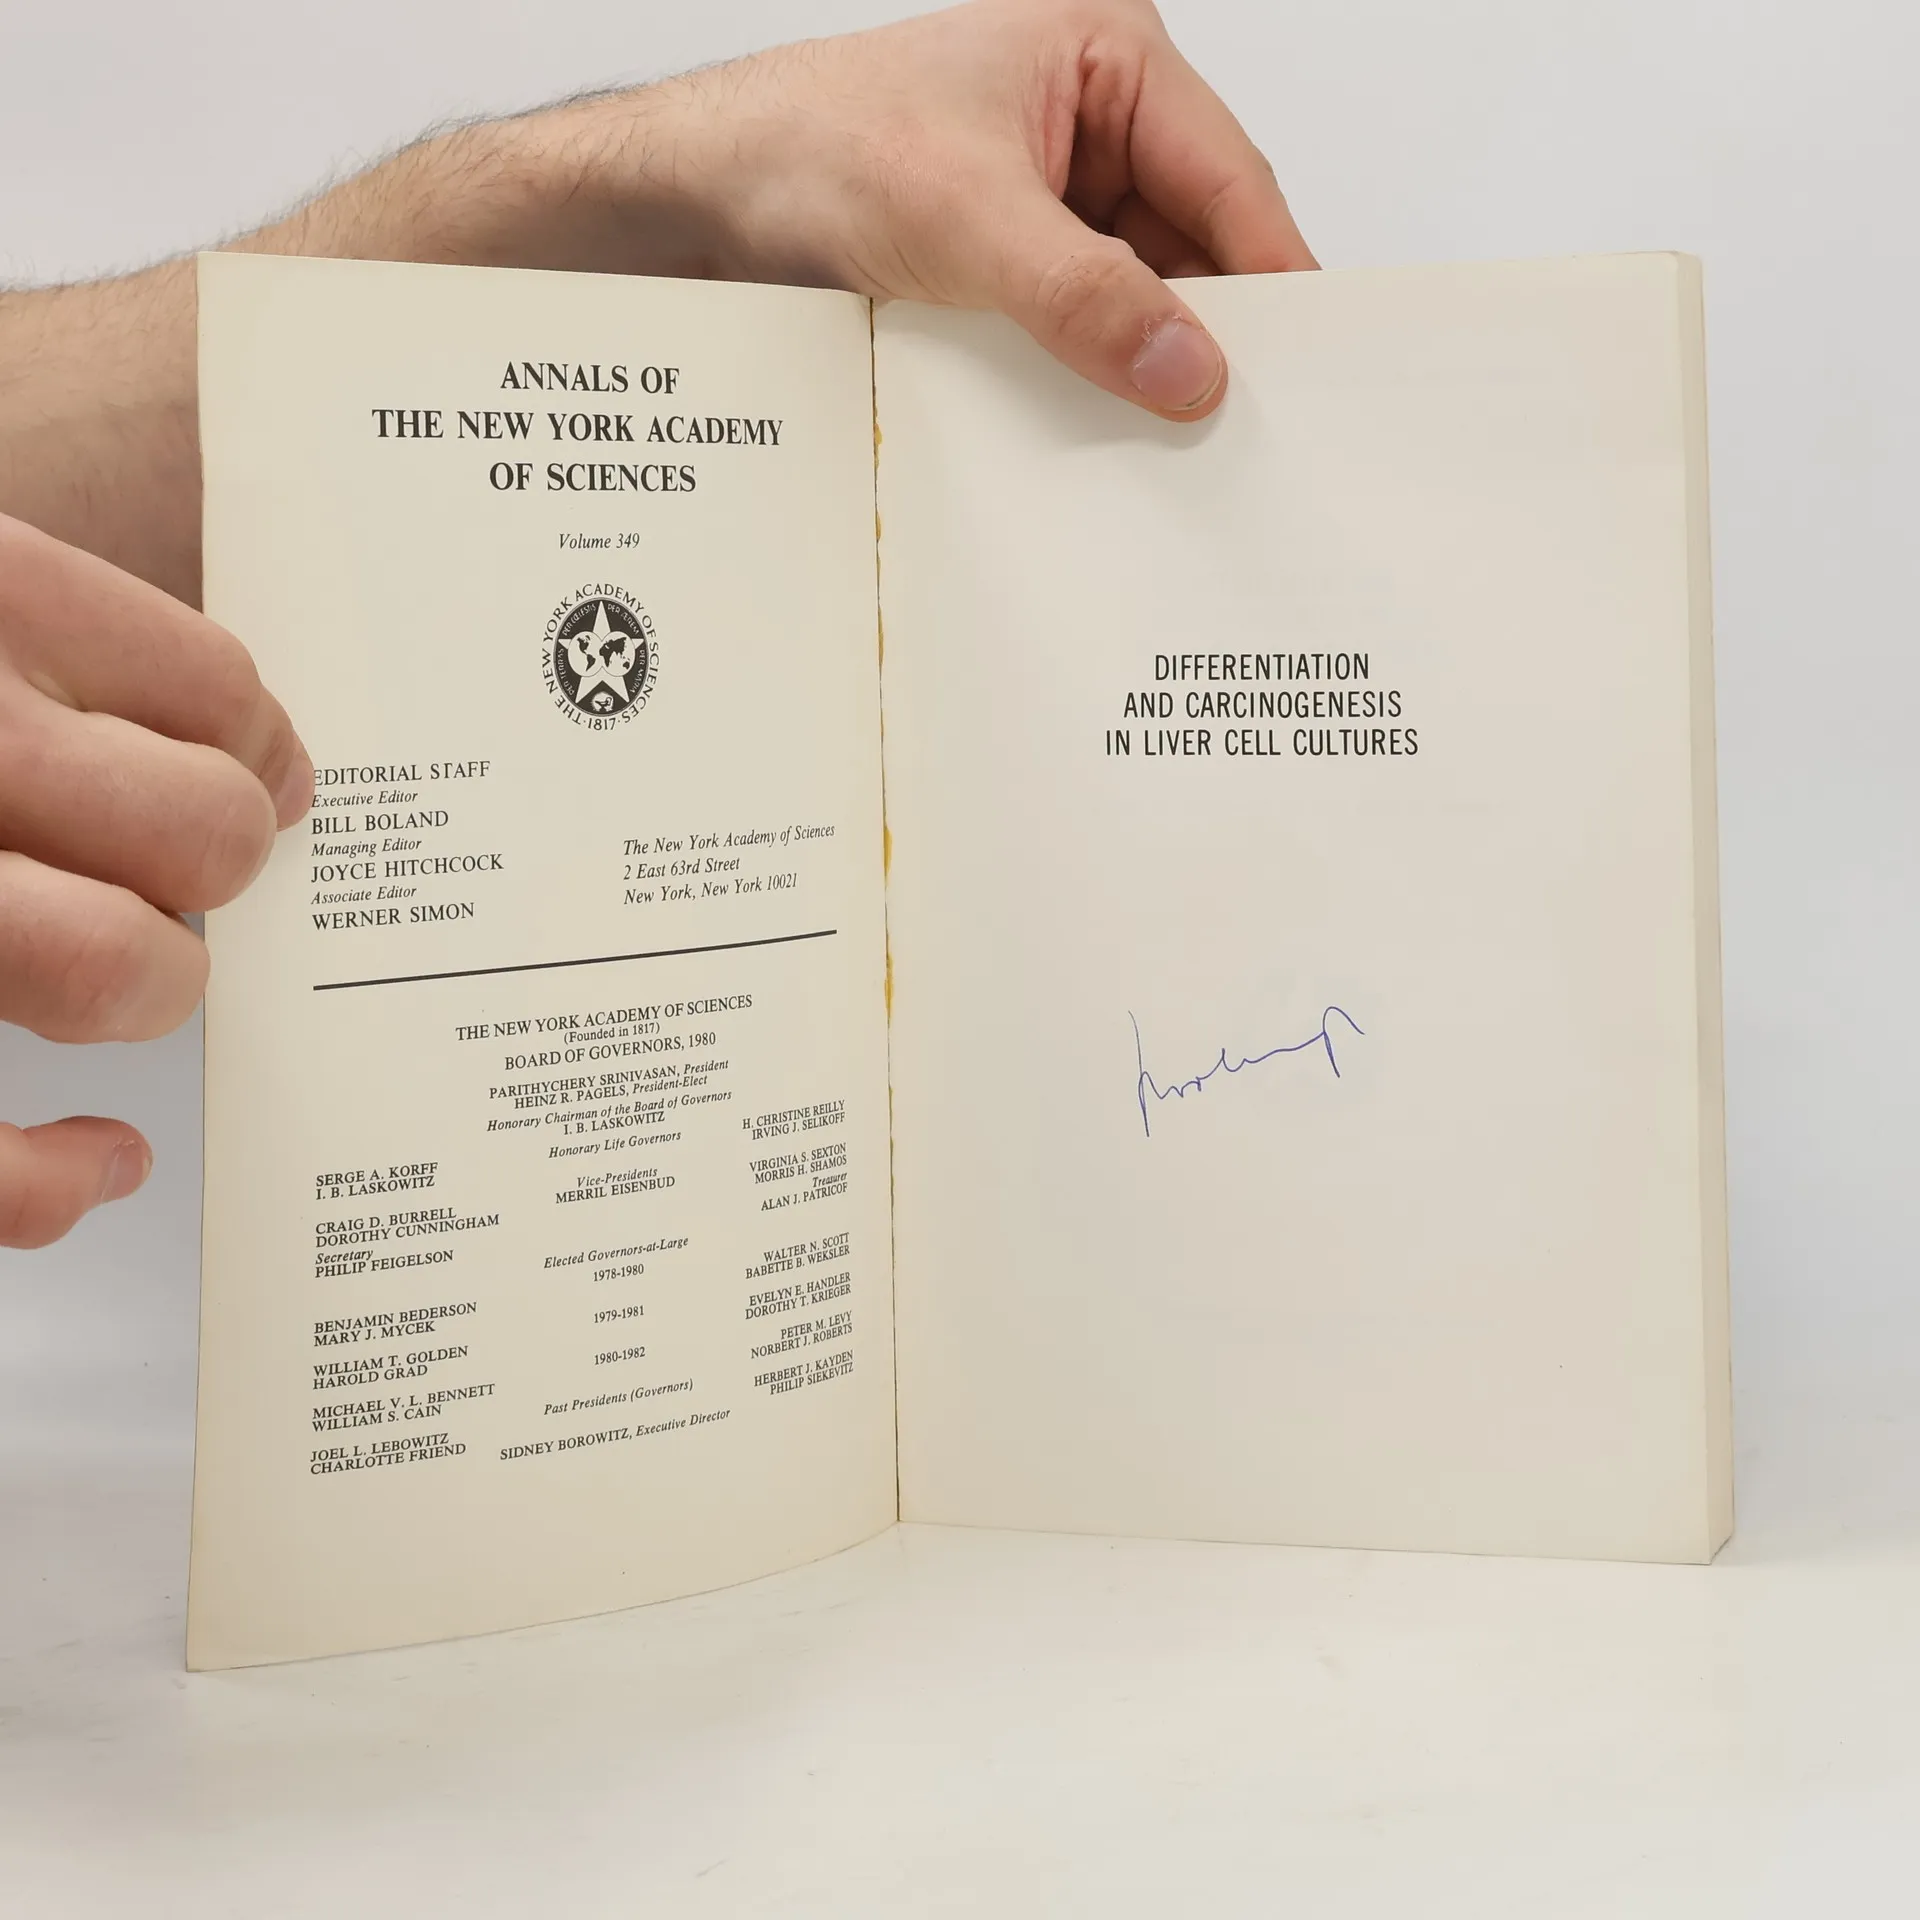 ANNALS OF
THE NEW YORK ACADEMY
OF SCIENCES
Volume 349
THE NEW YORK ACADEMY OF SCIENCES
·1817·
EDITORIAL STAFF
Executive Editor
BILL BOLAND
Managing Editor
JOYCE HITCHCOCK
Associate Editor
WERNER SIMON
The New York Academy of Sciences
2 East 63rd Street
New York, New York 10021
THE NEW YORK ACADEMY OF SCIENCES
(Founded in 1817)
BOARD OF GOVERNORS, 1980
PARITHYCHERY SRINIVASAN, President
HEINZ R. PAGELS, President-Elect
Honorary Chairman of the Board of Governors
I. B. LASKOWITZ
Honorary Life Governors
SERGE A. KORFF
I. B. LASKOWITZ
H. CHRISTINE REILLY
IRVING J. SELIKOFF
Vice-Presidents
CRAIG D. BURRELL
DOROTHY CUNNINGHAM
MERRIL EISENBUD
VIRGINIA S. SEXTON
MORRIS H. SHAMOS
Secretary
PHILIP FEIGELSON
Treasurer
ALAN J. PATRICOF
Elected Governors-at-Large
1978-1980
BENJAMIN BEDERSON
MARY J. MYCEK
WALTER N. SCOTT
BABETTE B. WEKSLER
1979-1981
WILLIAM T. GOLDEN
HAROLD GRAD
EVELYN E. HANDLER
DOROTHY T. KRIEGER
1980-1982
MICHAEL V. L. BENNETT
WILLIAM S. CAIN
PETER M. LEVY
NORBERT J. ROBERTS
Past Presidents (Governors)
JOEL L. LEBOWITZ
CHARLOTTE FRIEND
HERBERT J. KAYDEN
PHILIP SIEKEVITZ
SIDNEY BOROWITZ, Executive Director
DIFFERENTIATION
AND CARCINOGENESIS
IN LIVER CELL CULTURES